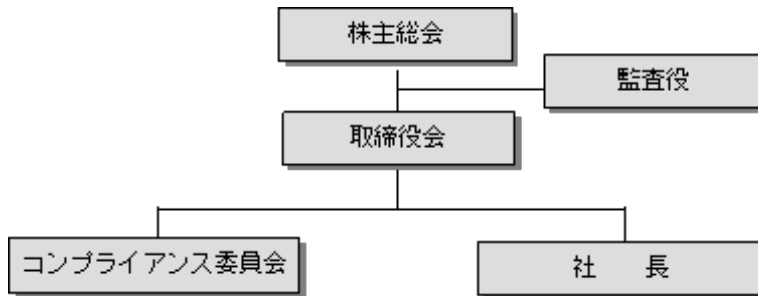 株主総会
監査役
取締役会
コンプライアンス委員会
社　長